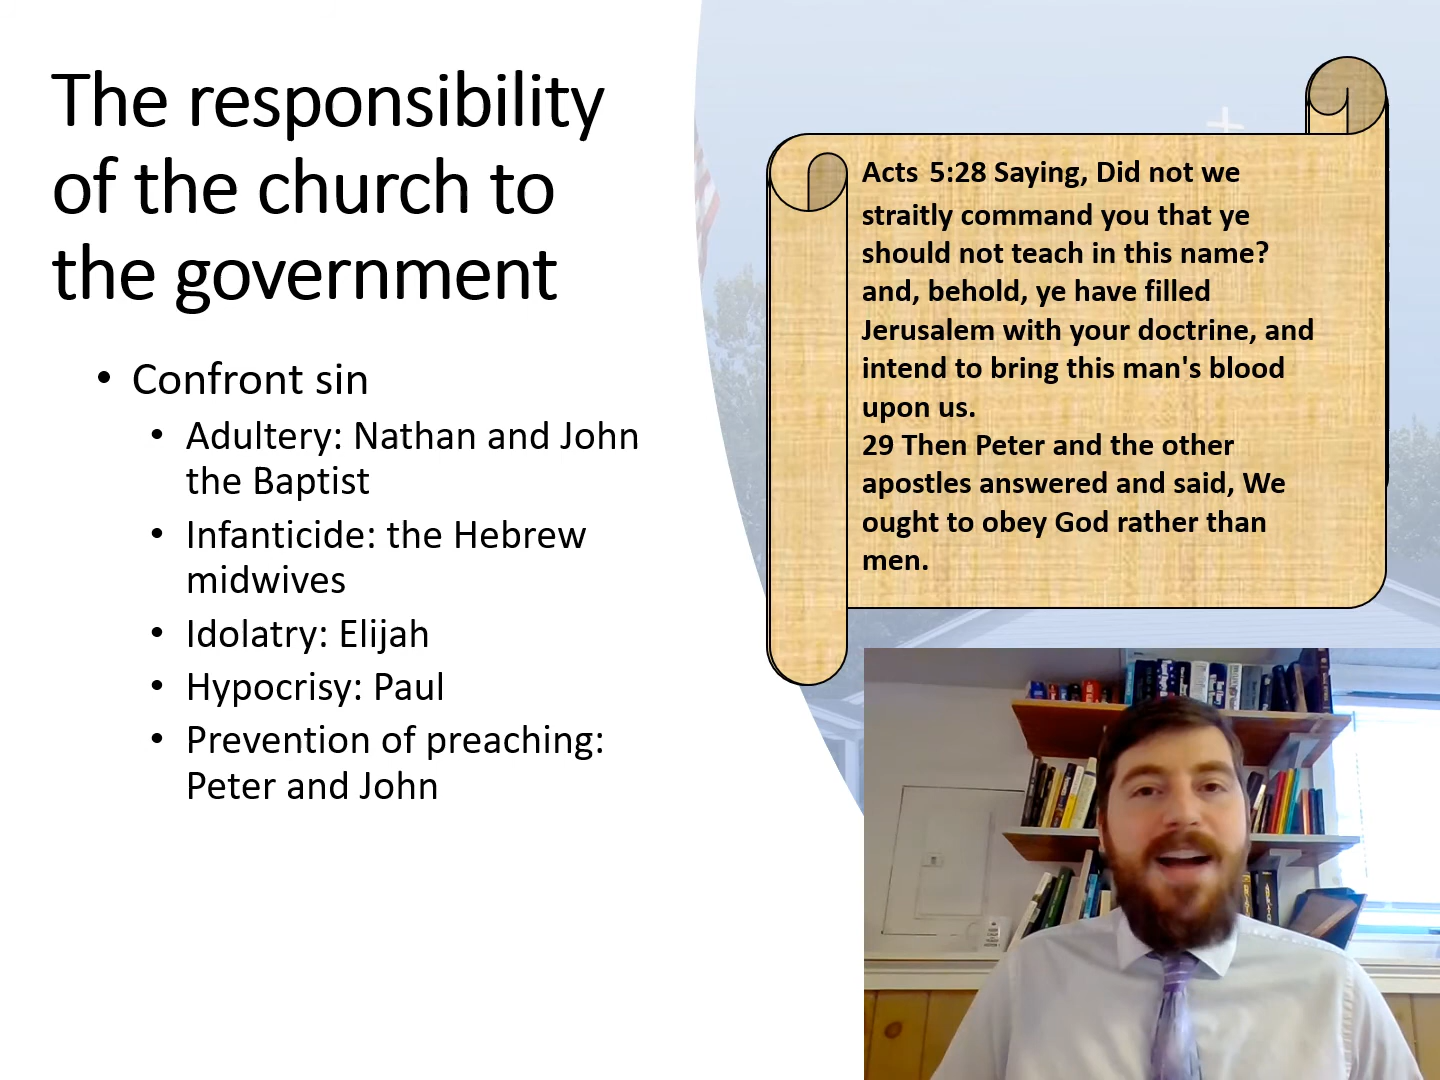 The responsibility
of the church to
the government
• Confront sin
• Adultery: Nathan and John
the Baptist
• Infanticide: the Hebrew
midwives
• Idolatry: Elijah
• Hypocrisy: Paul
• Prevention of preaching:
Peter and John
Acts 5:28 Saying, Did not we
straitly command you that ye
should not teach in this name?
and, behold, ye have filled
Jerusalem with your doctrine, and
intend to bring this man's blood
upon us.
29 Then Peter and the other
apostles answered and said, We
ought to obey God rather than
men.